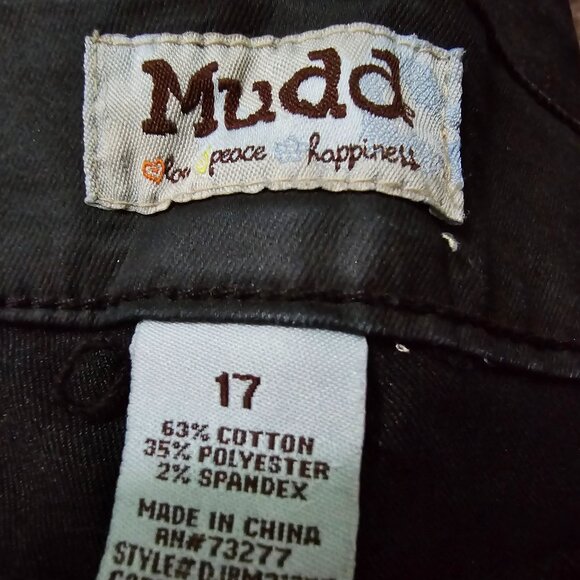 Mudd
love peace happiness
17
63% COTTON
35% POLYESTER
2% SPANDEX
MADE IN CHINA
RN#73277